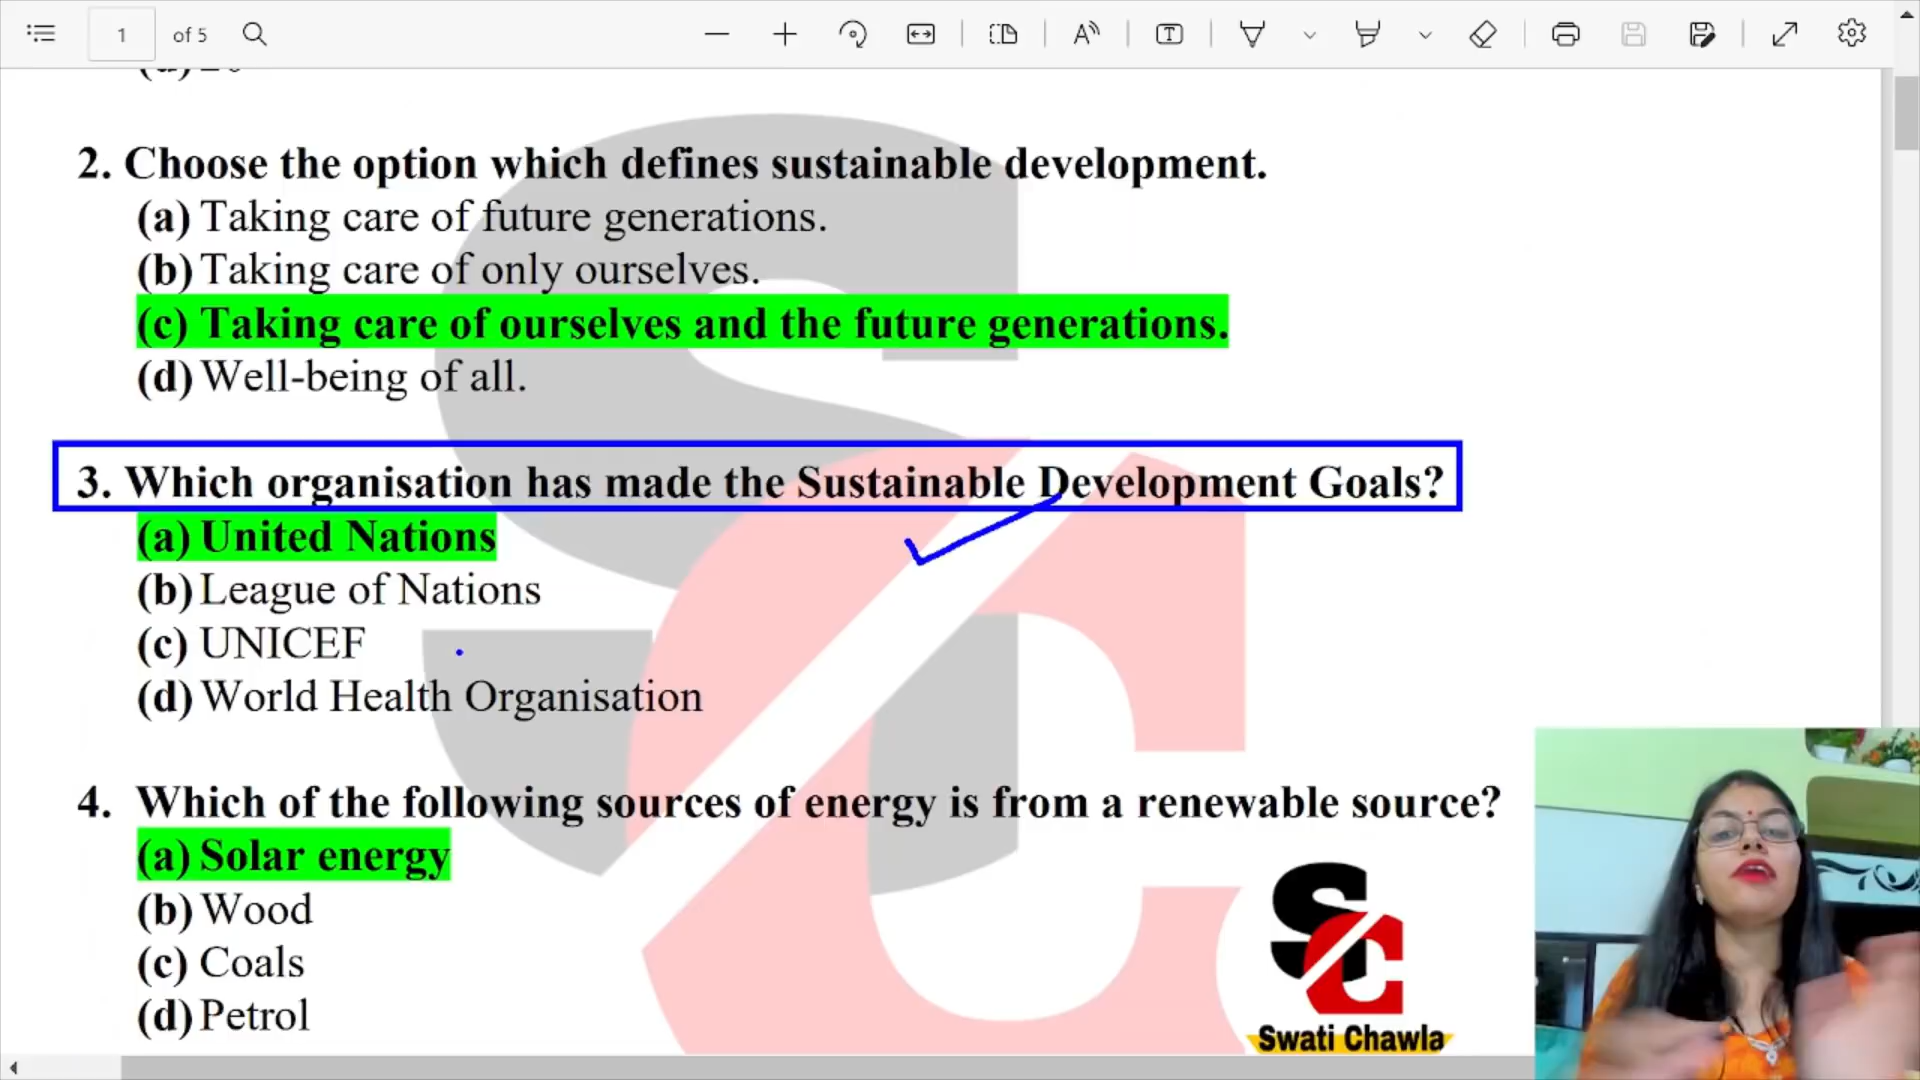 1 of 5
2. Choose the option which defines sustainable development.
(a) Taking care of future generations.
(b) Taking care of only ourselves.
(c) Taking care of ourselves and the future generations.
(d) Well-being of all.
3. Which organisation has made the Sustainable Development Goals?
(a) United Nations
(b) League of Nations
(c) UNICEF
(d) World Health Organisation
4. Which of the following sources of energy is from a renewable source?
(a) Solar energy
(b) Wood
(c) Coals
(d) Petrol
SC
Swati Chawla